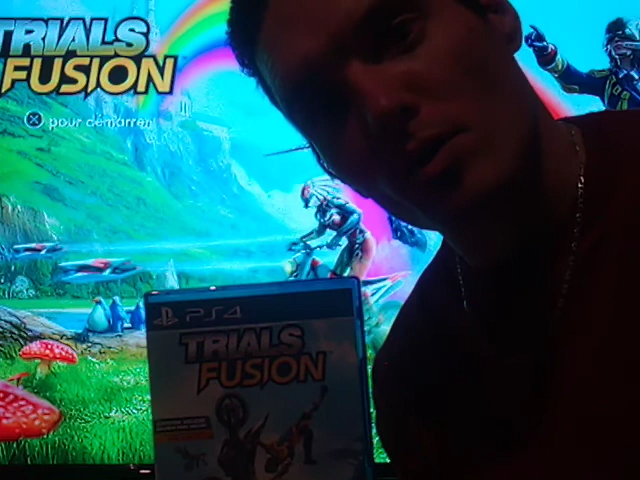 TRIALS
FUSION
X pour démarrer
PS4
TRIALS
FUSION